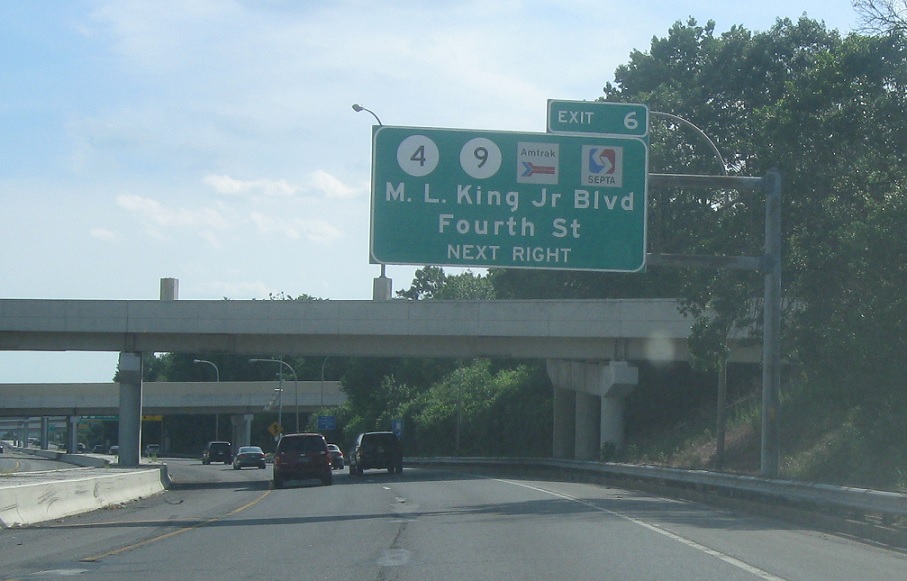 EXIT 6
4 9 Amtrak SEPTA
M. L. King Jr Blvd
Fourth St
NEXT RIGHT